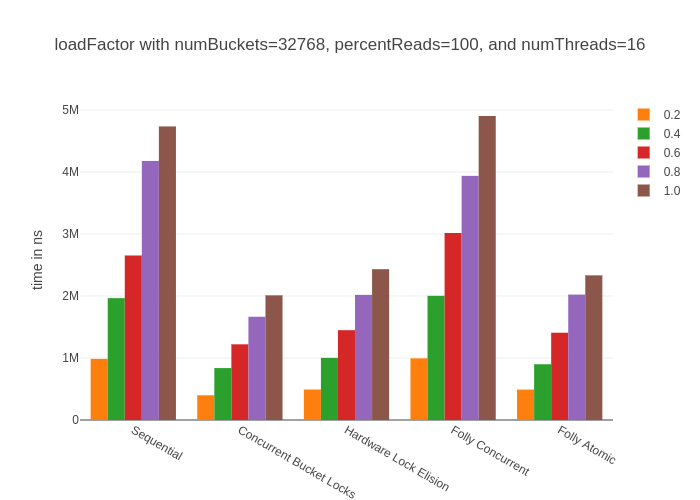 loadFactor with numBuckets=32768, percentReads=100, and numThreads=16
5M
4M
3M
2M
1M
0
time in ns
Sequential
Concurrent Bucket Locks
Hardware Lock Elision
Folly Concurrent
Folly Atomic
0.2
0.4
0.6
0.8
1.0